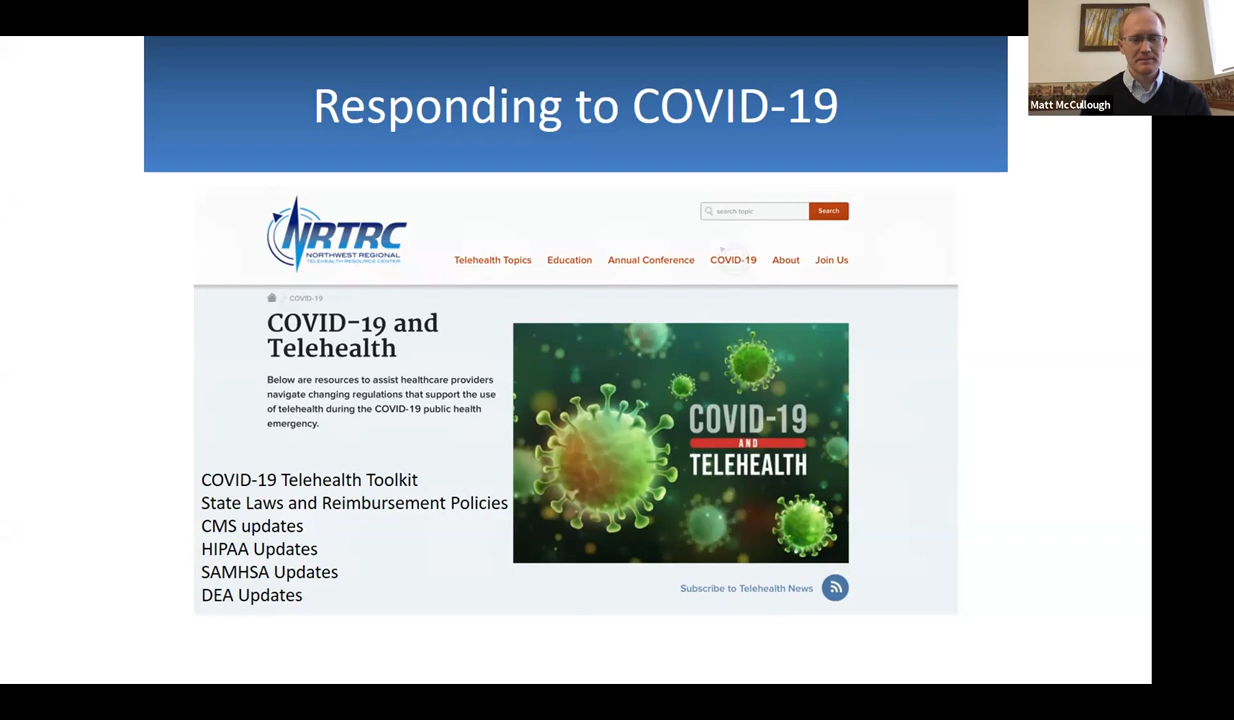 Responding to COVID-19
Matt McCullough
NRTRC
NORTHWEST REGIONAL
TELEHEALTH RESOURCE CENTER
search topic
Search
Telehealth Topics Education Annual Conference COVID-19 About Join Us
COVID-19
COVID-19 and
Telehealth
Below are resources to assist healthcare providers
navigate changing regulations that support the use
of telehealth during the COVID-19 public health
emergency.
COVID-19
AND
TELEHEALTH
COVID-19 Telehealth Toolkit
State Laws and Reimbursement Policies
CMS updates
HIPAA Updates
SAMHSA Updates
DEA Updates
Subscribe to Telehealth News